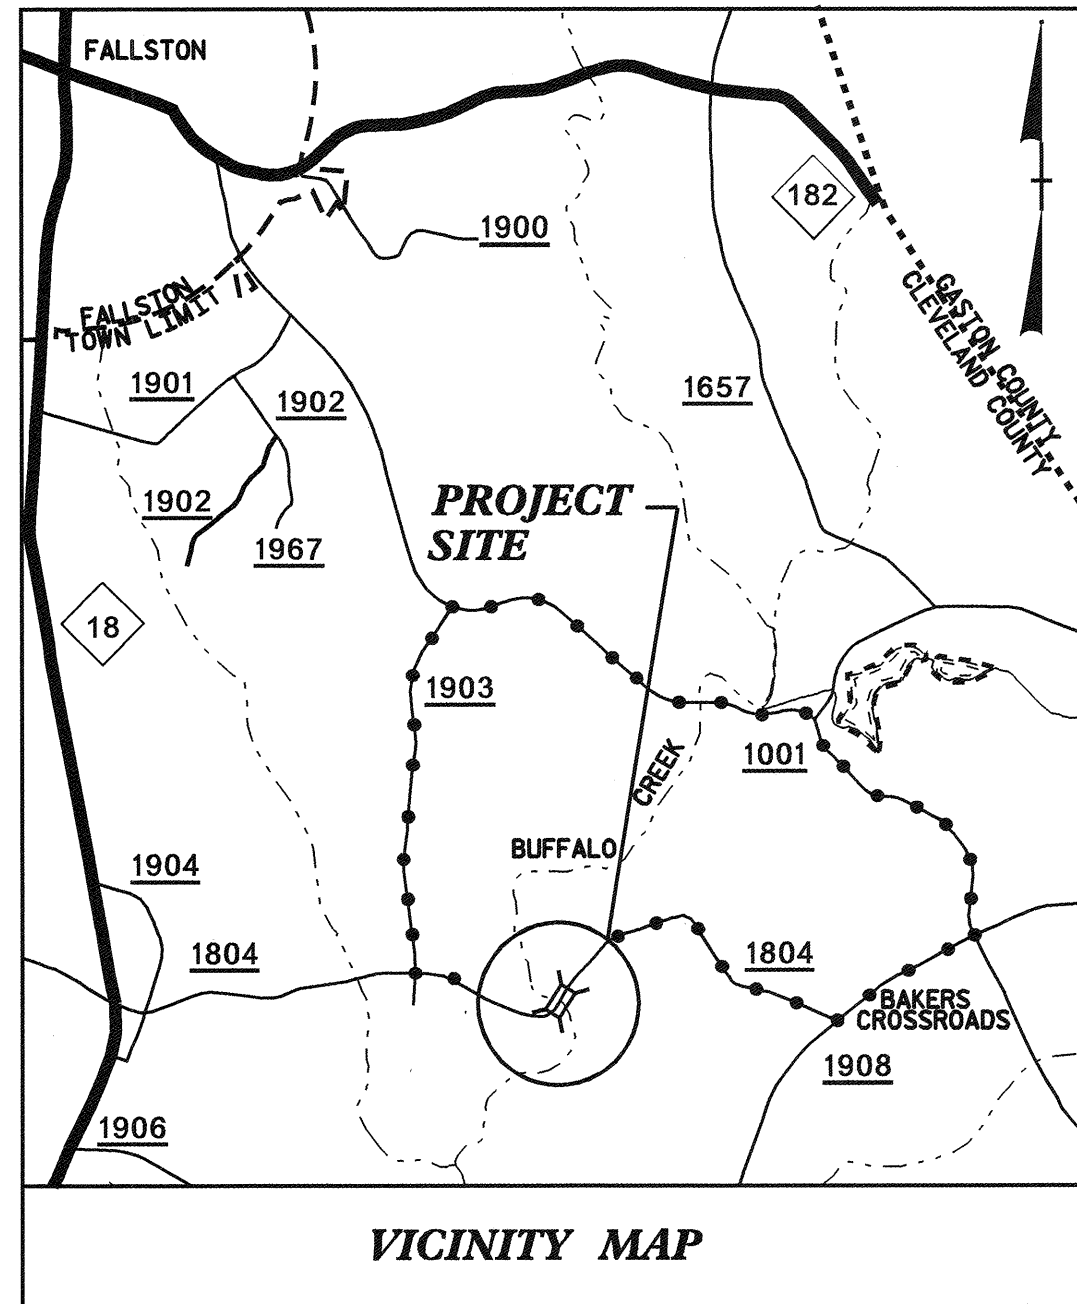 FALLSTON
182
1900
FALLSTON
TOWN LIMIT
GASTON COUNTY
CLEVELAND COUNTY
1901
1902
1657
1902
PROJECT
SITE
1967
18
1903
1001
CREEK
BUFFALO
1904
1804
1804
BAKERS
CROSSROADS
1908
1906
VICINITY MAP